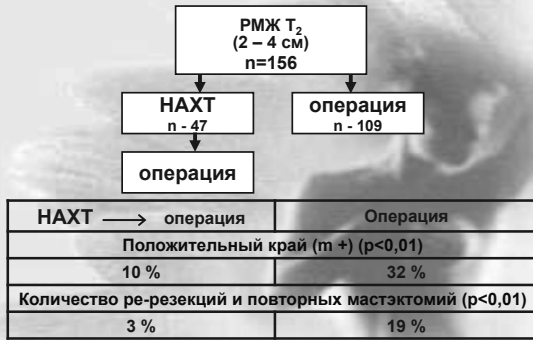 РМЖ Т₂
(2 – 4 см)
n=156
НАХТ
n - 47
операция
n - 109
операция
НАХТ → операция
Операция
Положительный край (m +) (p<0,01)
10 %
32 %
Количество ре-резекций и повторных мастэктомий (p<0,01)
3 %
19 %